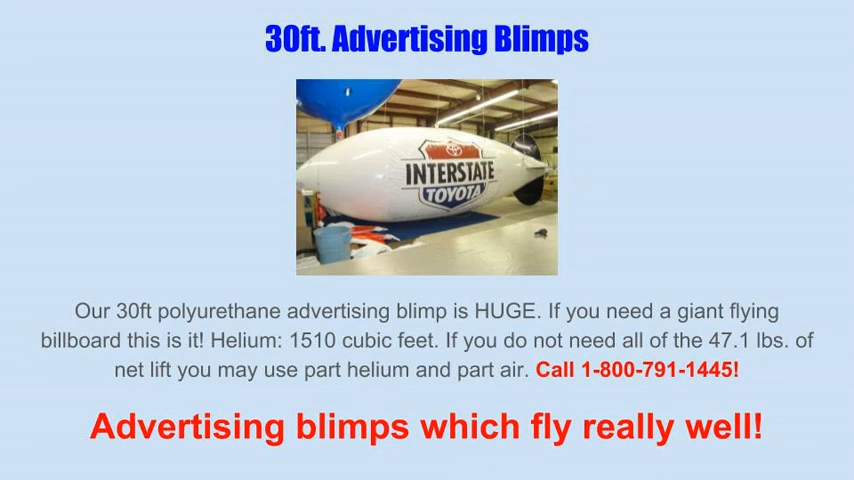 30ft. Advertising Blimps
INTERSTATE
TOYOTA
Our 30ft polyurethane advertising blimp is HUGE. If you need a giant flying
billboard this is it! Helium: 1510 cubic feet. If you do not need all of the 47.1 lbs. of
net lift you may use part helium and part air. Call 1-800-791-1445!
Advertising blimps which fly really well!